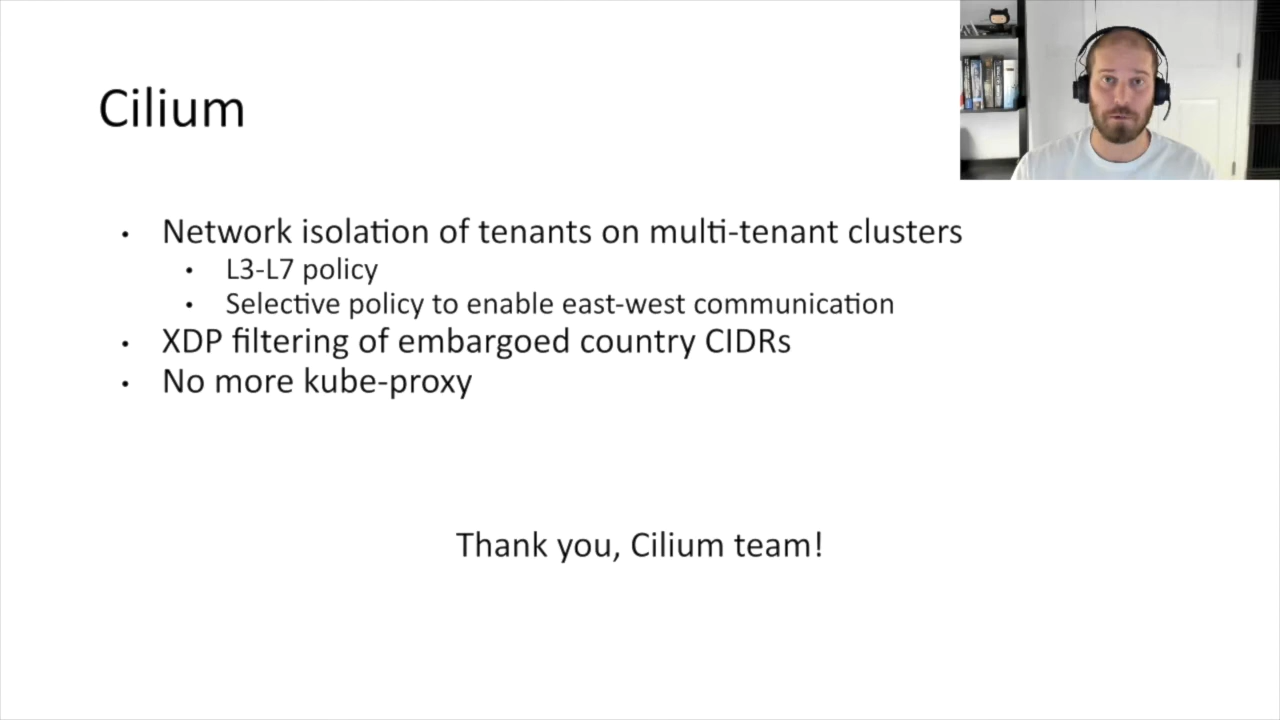 Cilium
• Network isolation of tenants on multi-tenant clusters
• L3-L7 policy
• Selective policy to enable east-west communication
• XDP filtering of embargoed country CIDRs
• No more kube-proxy
Thank you, Cilium team!